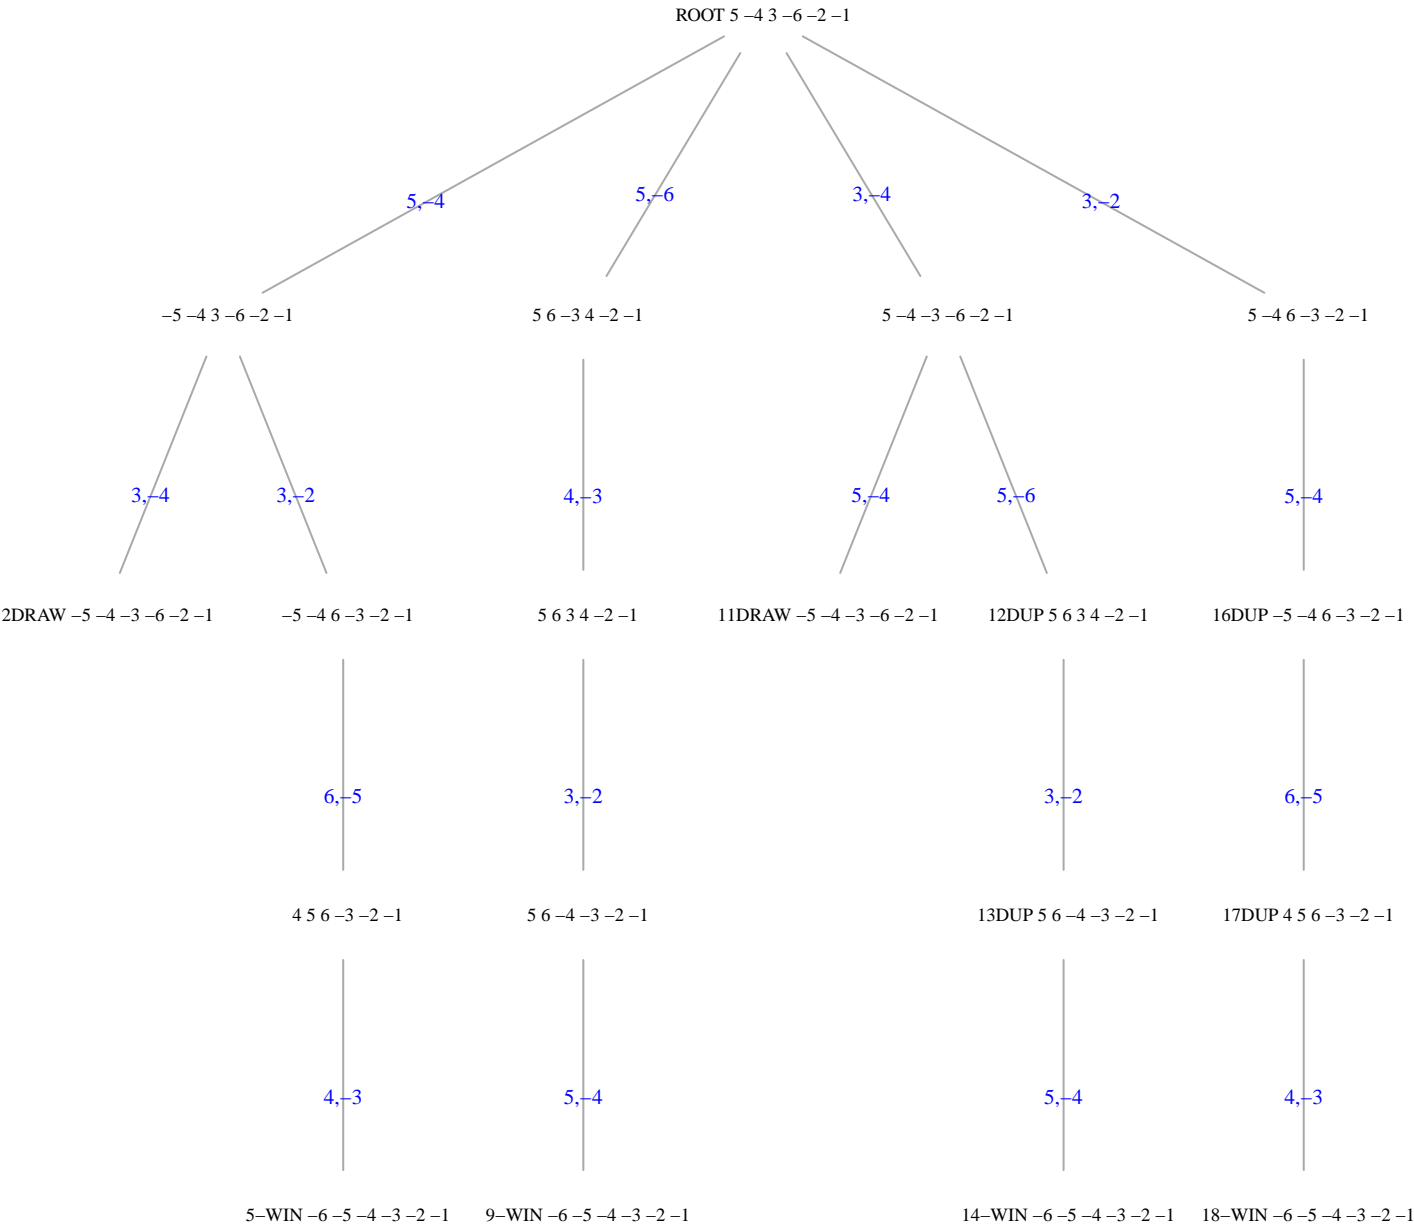 ROOT 5 –4 3 –6 –2 –1
5,–4
5,–6
3,–4
3,–2
–5 –4 3 –6 –2 –1
5 6 –3 4 –2 –1
5 –4 –3 –6 –2 –1
5 –4 6 –3 –2 –1
3,–4
3,–2
4,–3
5,–4
5,–6
5,–4
2DRAW –5 –4 –3 –6 –2 –1
–5 –4 6 –3 –2 –1
5 6 3 4 –2 –1
11DRAW –5 –4 –3 –6 –2 –1
12DUP 5 6 3 4 –2 –1
16DUP –5 –4 6 –3 –2 –1
6,–5
3,–2
3,–2
6,–5
4 5 6 –3 –2 –1
5 6 –4 –3 –2 –1
13DUP 5 6 –4 –3 –2 –1
17DUP 4 5 6 –3 –2 –1
4,–3
5,–4
5,–4
4,–3
5–WIN –6 –5 –4 –3 –2 –1
9–WIN –6 –5 –4 –3 –2 –1
14–WIN –6 –5 –4 –3 –2 –1
18–WIN –6 –5 –4 –3 –2 –1